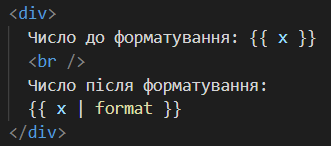 <div>
Число до форматування: {{ x }}
<br />
Число після форматування:
{{ x | format }}
</div>